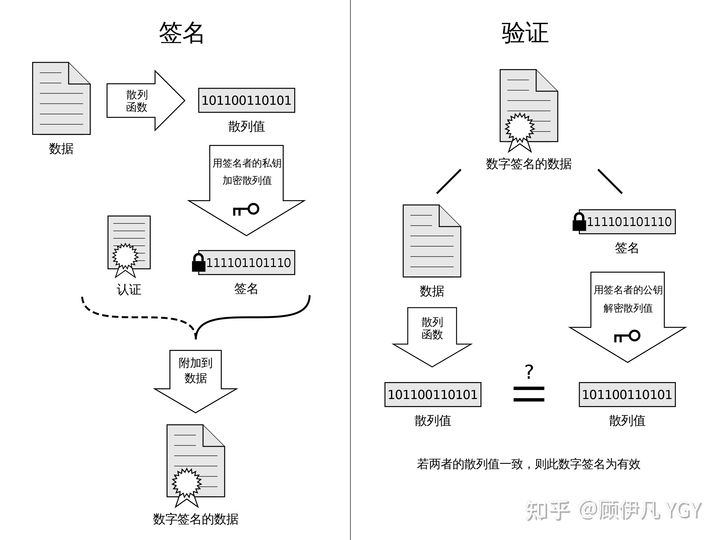 签名
数据
散列
函数
101100110101
散列值
用签名者的私钥
加密散列值
认证
111101101110
签名
附加到
数据
数字签名的数据
验证
数字签名的数据
数据
散列
函数
101100110101
散列值
?
111101101110
签名
用签名者的公钥
解密散列值
101100110101
散列值
若两者的散列值一致，则此数字签名为有效
知乎 @顾伊凡 YGY